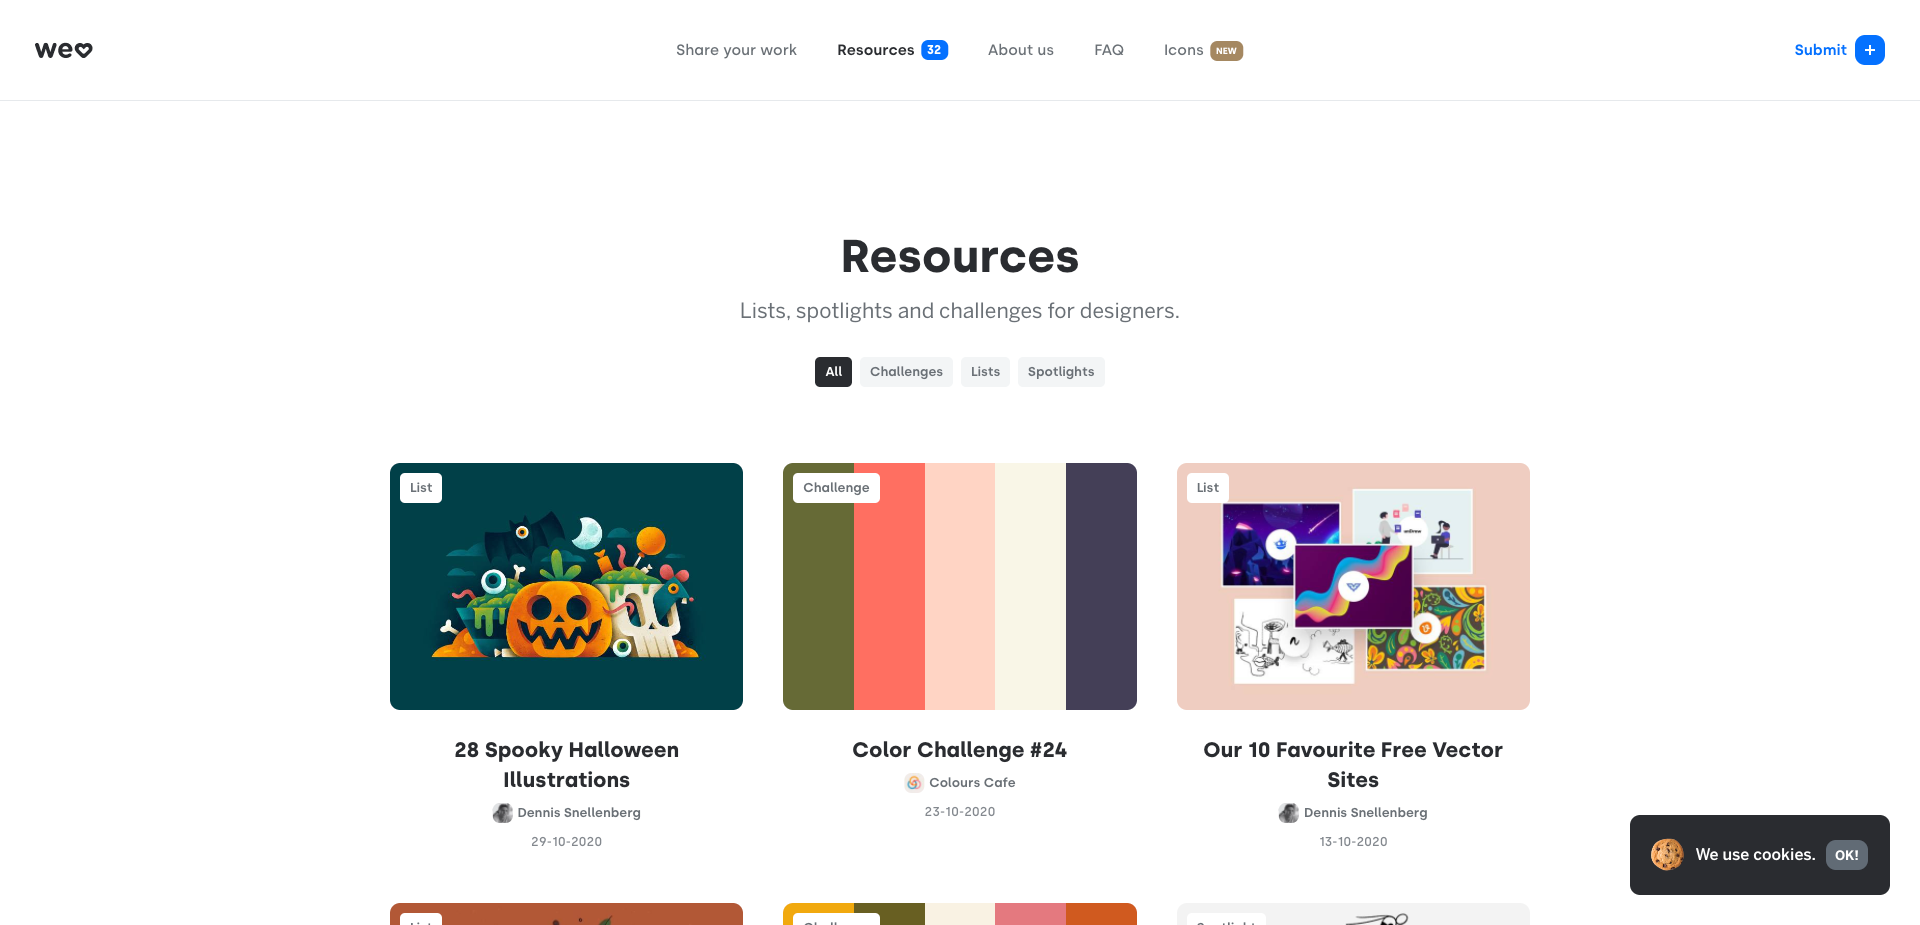 we
Share your work
Resources 32
About us
FAQ
Icons NEW
Submit +
Resources
Lists, spotlights and challenges for designers.
All
Challenges
Lists
Spotlights
List
28 Spooky Halloween
Illustrations
Dennis Snellenberg
29-10-2020
Challenge
Color Challenge #24
Colours Cafe
23-10-2020
List
Our 10 Favourite Free Vector
Sites
Dennis Snellenberg
13-10-2020
We use cookies.
OK!
List
Challenge
Spotlight